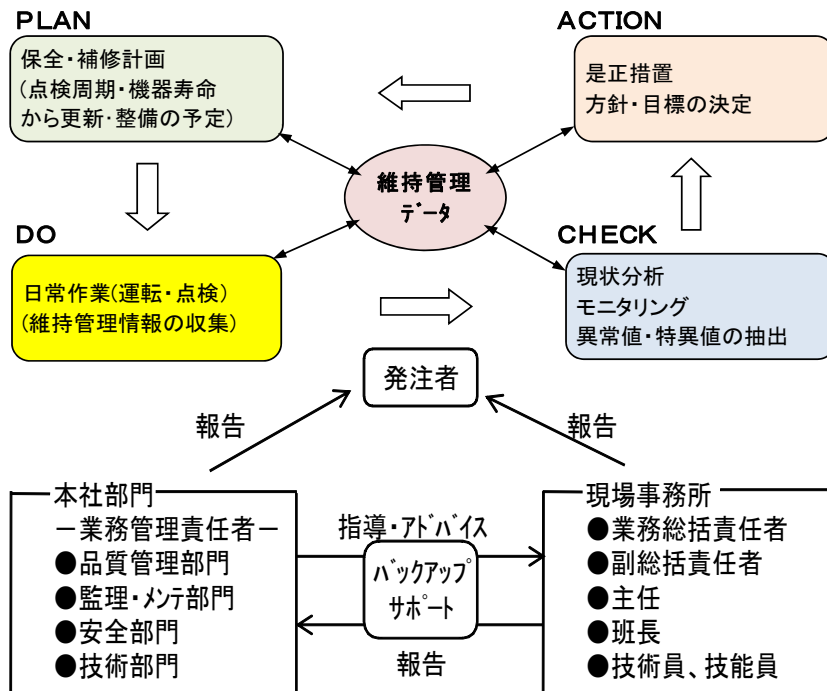 PLAN
保全・補修計画
(点検周期・機器寿命
から更新・整備の予定)
ACTION
是正措置
方針・目標の決定
維持管理
データ
DO
日常作業(運転・点検)
(維持管理情報の収集)
CHECK
現状分析
モニタリング
異常値・特異値の抽出
発注者
報告
報告
本社部門
－業務管理責任者－
●品質管理部門
●監理・メンテ部門
●安全部門
●技術部門
指導・アドバイス
バックアップ
サポート
報告
現場事務所
●業務総括責任者
●副総括責任者
●主任
●班長
●技術員、技能員